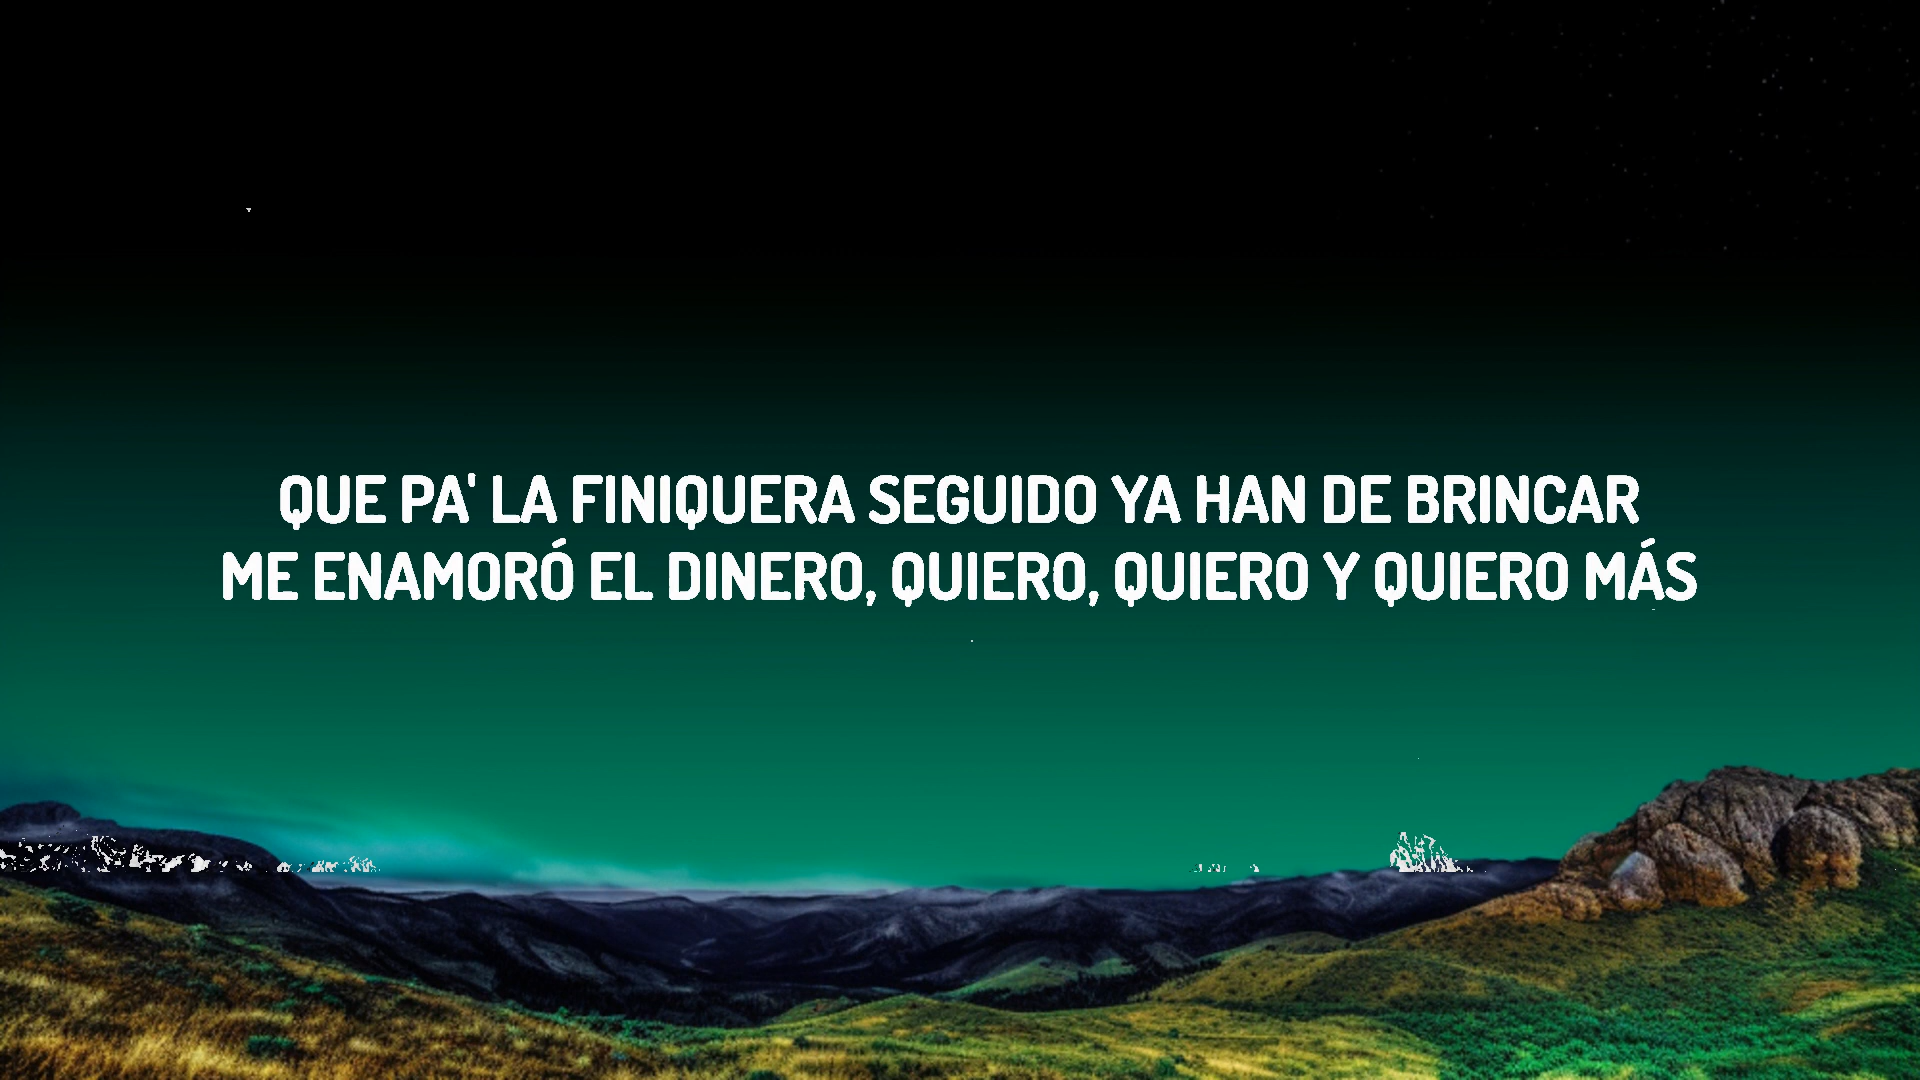 QUE PA' LA FINIQUERA SEGUIDO YA HAN DE BRINCAR
ME ENAMORÓ EL DINERO, QUIERO, QUIERO Y QUIERO MÁS